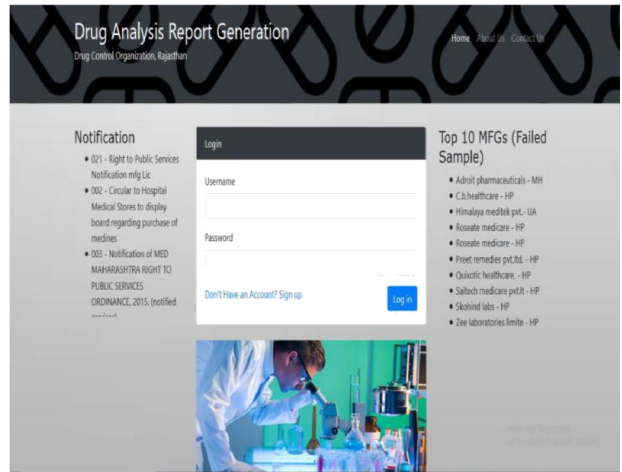 Drug Analysis Report Generation
Drug Control Organization, Rajasthan
Home About Us Contact Us
Notification
021 - Right to Public Services
Notification mfg Lic
002 - Circular to Hospital
Medical Stores to display
board regarding purchase of
medines
003 - Notification of MED
MAHARASHTRA RIGHT TO
PUBLIC SERVICES
ORDINANCE, 2015. (notified
Login
Username
Password
Don't Have an Account? Sign up
Log in
Top 10 MFGs (Failed
Sample)
Adroit pharmaceuticals - MH
C.b.healthcare - HP
Himalaya meditek pvt.- UA
Roseate medicare - HP
Roseate medicare - HP
Preet remedies pvt.ltd. - HP
Quixotic healthcare, - HP
Saitech medicare pvt.lt - HP
Skohind labs - HP
Zee laboratories limite - HP